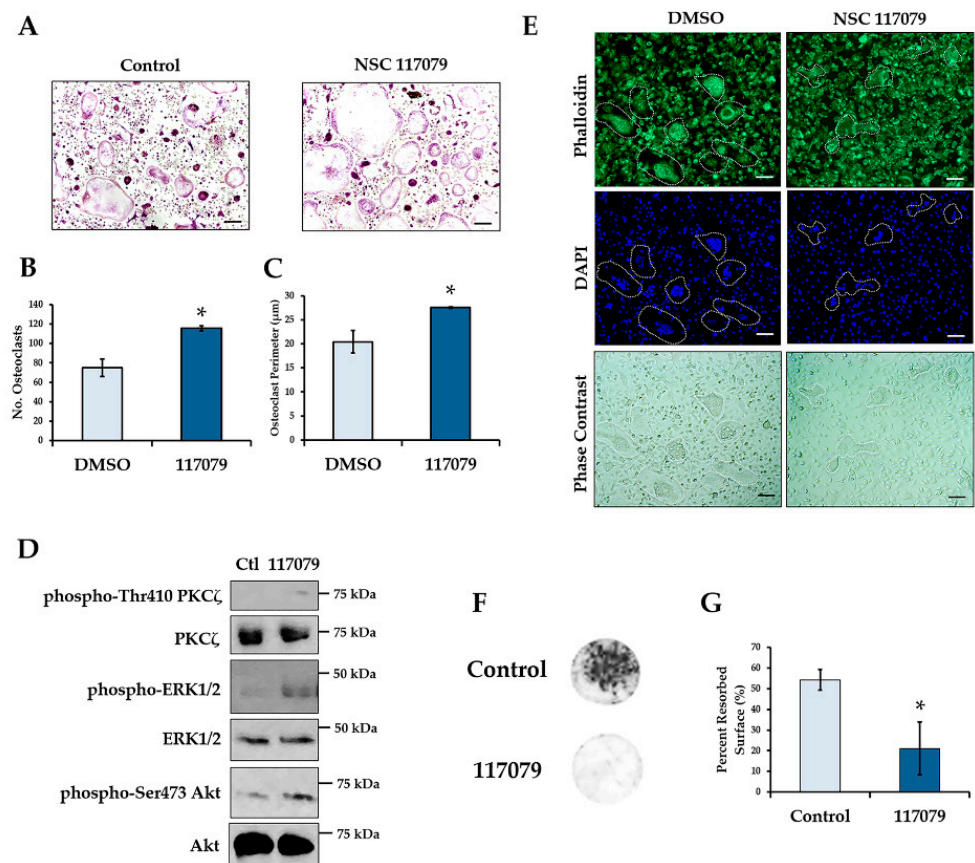 A
Control
NSC 117079
B
No. Osteoclasts
140
120
100
80
60
40
20
0
*
DMSO
117079
C
Osteoclast Perimeter (μm)
30
25
20
15
10
5
0
*
DMSO
117079
D
Ctl 117079
phospho-Thr410 PKCζ
75 kDa
PKCζ
75 kDa
phospho-ERK1/2
50 kDa
ERK1/2
50 kDa
phospho-Ser473 Akt
75 kDa
Akt
75 kDa
E
DMSO
NSC 117079
Phalloidin
DAPI
Phase Contrast
F
Control
117079
G
Percent Resorbed
Surface (%)
70
60
50
40
30
20
10
0
*
Control
117079